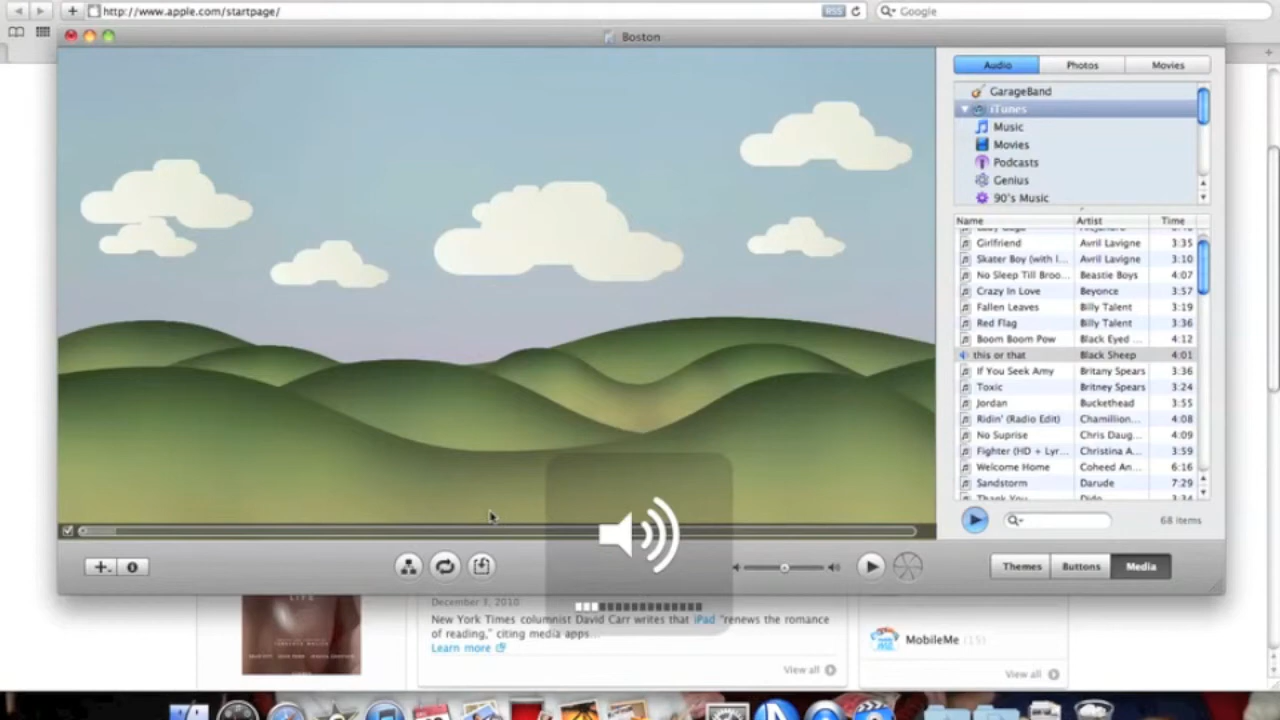 http://www.apple.com/startpage/
RSS
Google
Boston
Audio
Photos
Movies
GarageBand
iTunes
Music
Movies
Podcasts
Genius
90's Music
Name Artist Time
Girlfriend Avril Lavigne 3:35
Skater Boy (with l... Avril Lavigne 3:10
No Sleep Till Broo... Beastie Boys 4:07
Crazy In Love Beyonce 3:57
Fallen Leaves Billy Talent 3:19
Red Flag Billy Talent 3:36
Boom Boom Pow Black Eyed ... 4:12
this or that Black Sheep 4:01
If You Seek Amy Britany Spears 3:36
Toxic Britney Spears 3:24
Jordan Buckethead 3:55
Ridin' (Radio Edit) Chamillion... 4:08
No Suprise Chris Daug... 4:09
Fighter (HD + Lyr... Christina A... 3:59
Welcome Home Coheed An... 6:16
Sandstorm Darude 7:29
Thank You Dido 3:34
68 items
Themes
Buttons
Media
December 3, 2010
New York Times columnist David Carr writes that iPad "renews the romance
of reading," citing media apps...
Learn more
View all
MobileMe (15)
View all